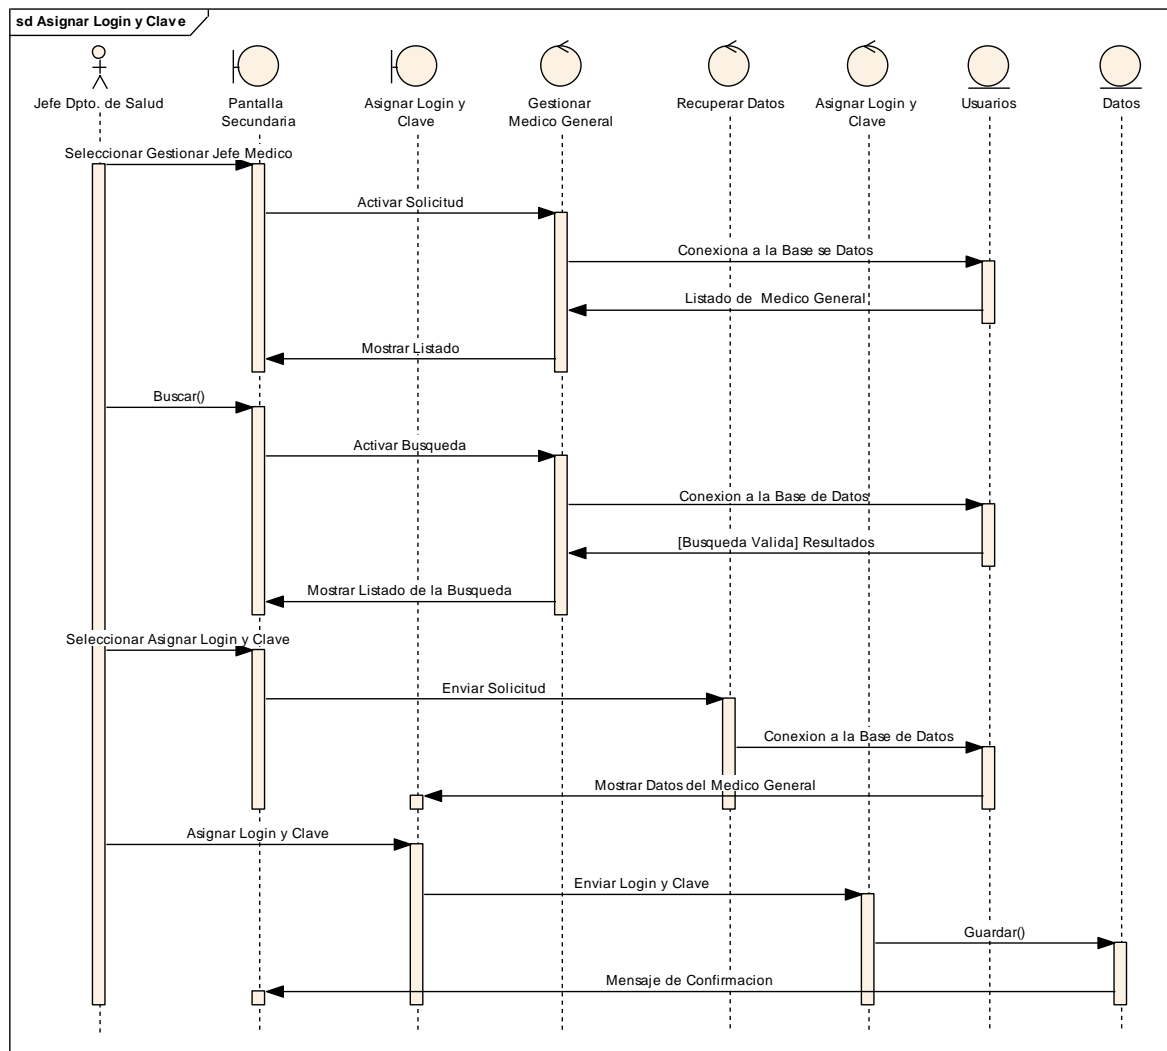 sd Asignar Login y Clave
Jefe Dpto. de Salud
Pantalla
Secundaria
Asignar Login y
Clave
Gestionar
Medico General
Recuperar Datos
Asignar Login y
Clave
Usuarios
Datos
Seleccionar Gestionar Jefe Medico
Activar Solicitud
Conexiona a la Base se Datos
Listado de Medico General
Mostrar Listado
Buscar()
Activar Busqueda
Conexion a la Base de Datos
[Busqueda Valida] Resultados
Mostrar Listado de la Busqueda
Seleccionar Asignar Login y Clave
Enviar Solicitud
Conexion a la Base de Datos
Mostrar Datos del Medico General
Asignar Login y Clave
Enviar Login y Clave
Guardar()
Mensaje de Confirmacion